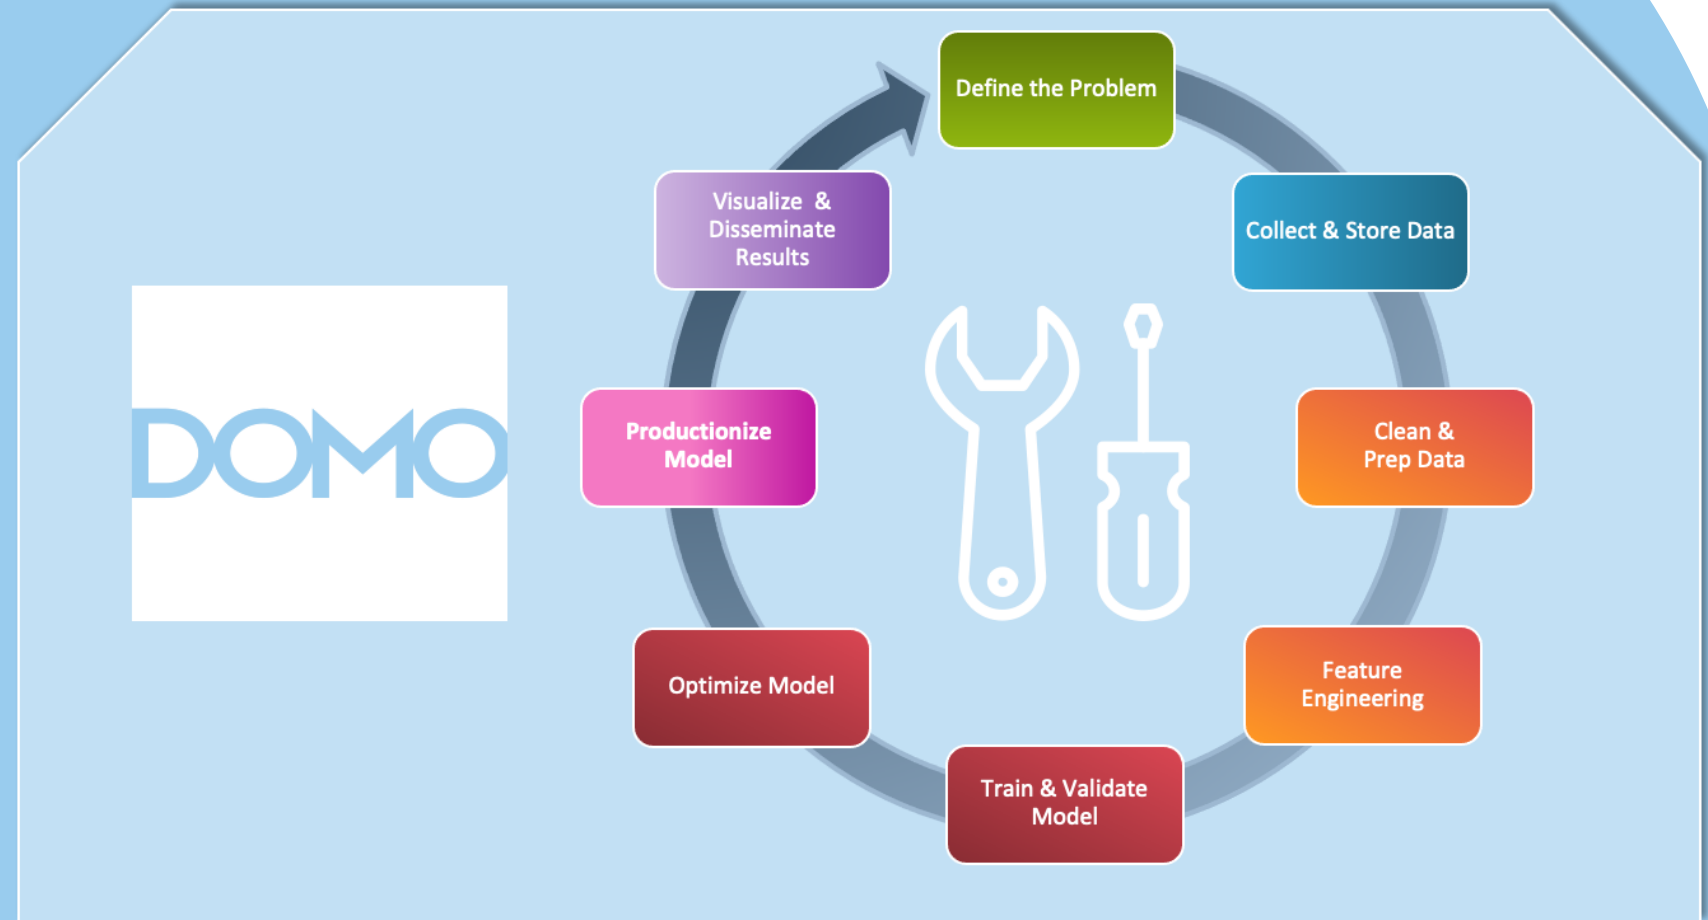 Define the Problem
Collect & Store Data
Clean &
Prep Data
Feature
Engineering
Train & Validate
Model
Optimize Model
Productionize
Model
Visualize &
Disseminate
Results
DOMO